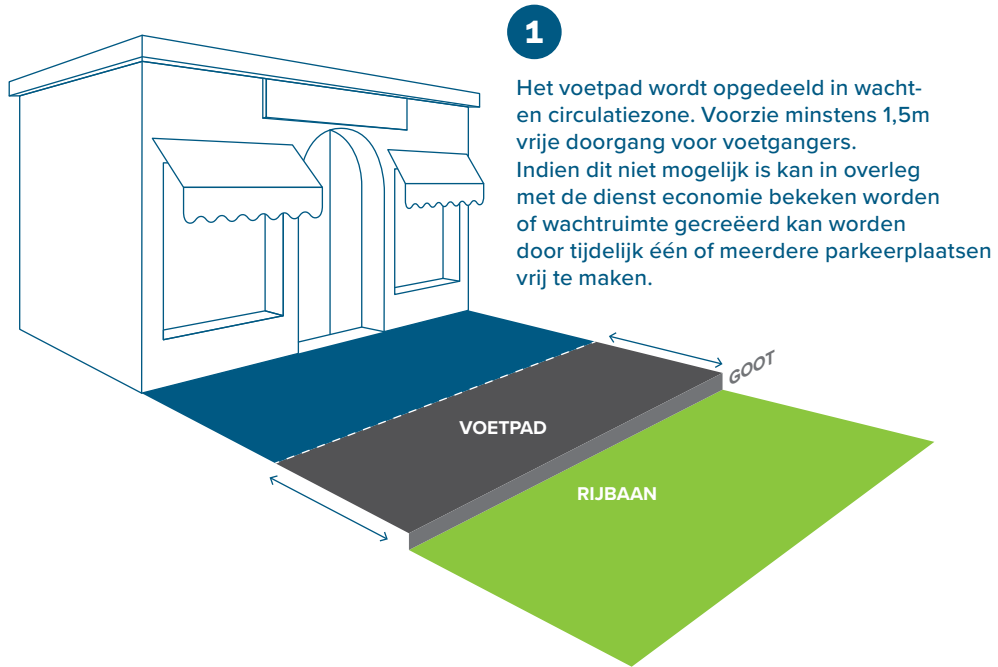 1
Het voetpad wordt opgedeeld in wacht-
en circulatiezone. Voorzie minstens 1,5m
vrije doorgang voor voetgangers.
Indien dit niet mogelijk is kan in overleg
met de dienst economie bekeken worden
of wachtruimte gecreëerd kan worden
door tijdelijk één of meerdere parkeerplaatsen
vrij te maken.
GOOT
VOETPAD
RIJBAAN